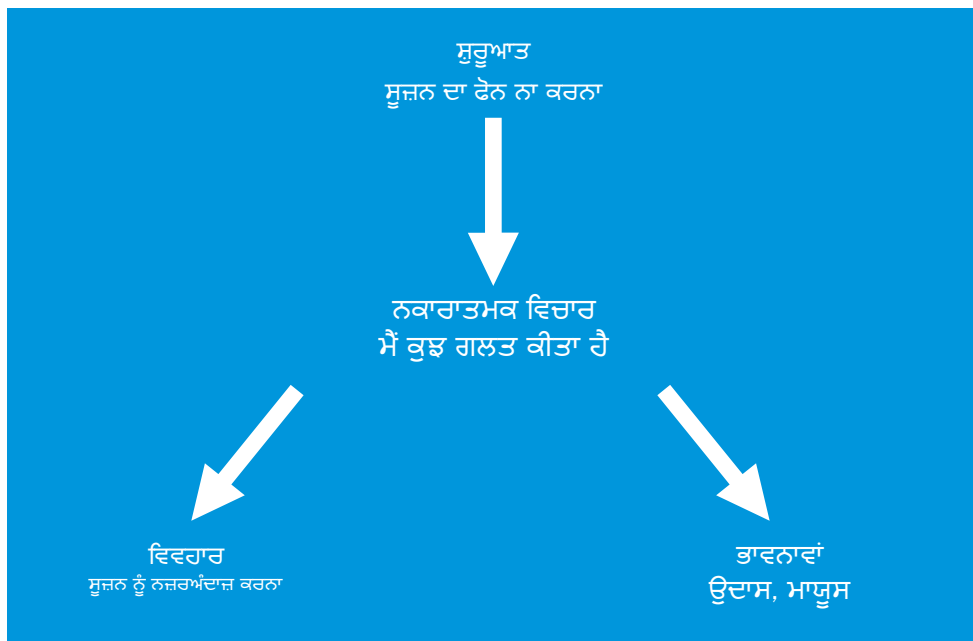 ਸ਼ੁਰੂਆਤ
ਸੂਜ਼ਨ ਦਾ ਫੋਨ ਨਾ ਕਰਨਾ
ਨਕਾਰਾਤਮਕ ਵਿਚਾਰ
ਮੈਂ ਕੁਝ ਗਲਤ ਕੀਤਾ ਹੈ
ਵਿਵਹਾਰ
ਸੂਜ਼ਨ ਨੂੰ ਨਜ਼ਰਅੰਦਾਜ਼ ਕਰਨਾ
ਭਾਵਨਾਵਾਂ
ਉਦਾਸ, ਮਾਯੂਸ